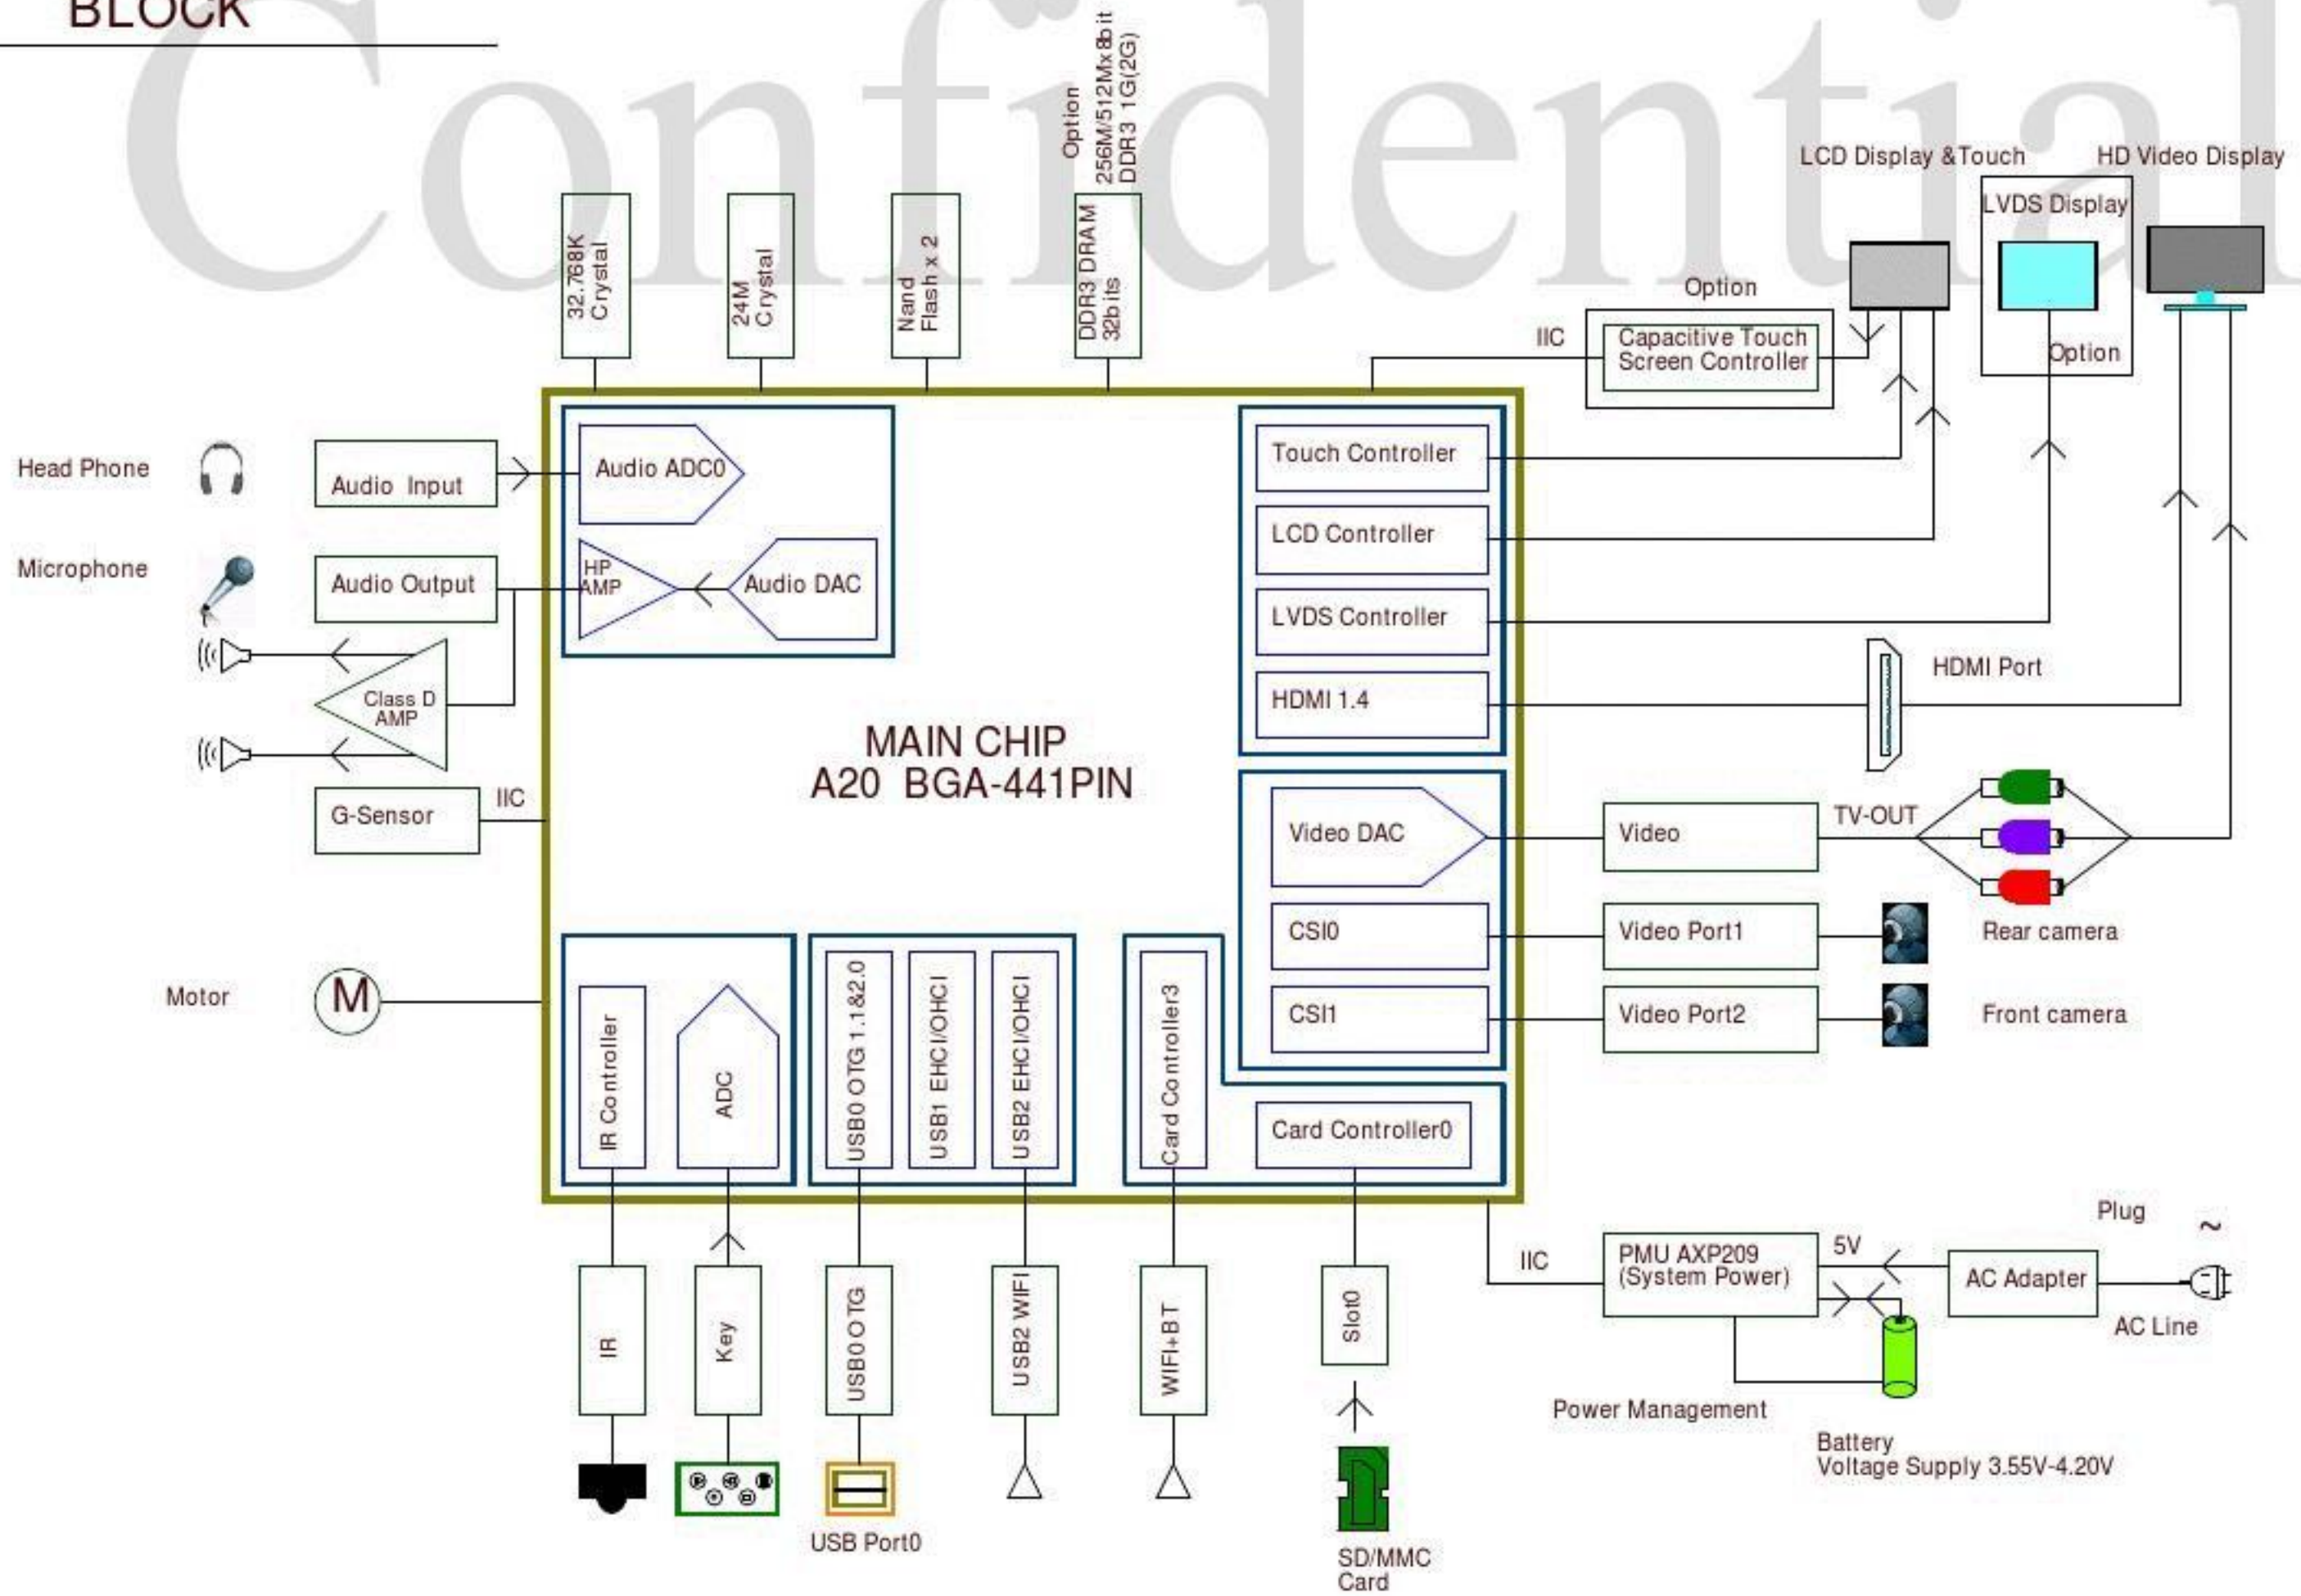 BLOCK
Confidential
Option
256M/512Mx8bit
DDR3 1G(2G)
32.768K
Crystal
24M
Crystal
Nand
Flash x 2
DDR3 DRAM
32bits
LCD Display &Touch
HD Video Display
LVDS Display
Option
Option
IIC
Capacitive Touch
Screen Controller
Head Phone
Audio Input
Audio ADC0
Microphone
Audio Output
HP
AMP
Audio DAC
Class D
AMP
G-Sensor
IIC
Motor
M
MAIN CHIP
A20 BGA-441PIN
Touch Controller
LCD Controller
LVDS Controller
HDMI 1.4
HDMI Port
Video DAC
Video
TV-OUT
CSI0
Video Port1
Rear camera
CSI1
Video Port2
Front camera
IR Controller
ADC
USB0 OTG 1.1&2.0
USB1 EHCI/OHCI
USB2 EHCI/OHCI
Card Controller3
Card Controller0
IR
Key
USB0 OTG
USB2 WIFI
WIFI+BT
Slot0
USB Port0
SD/MMC
Card
IIC
PMU AXP209
(System Power)
5V
AC Adapter
Plug
~
AC Line
Power Management
Battery
Voltage Supply 3.55V-4.20V